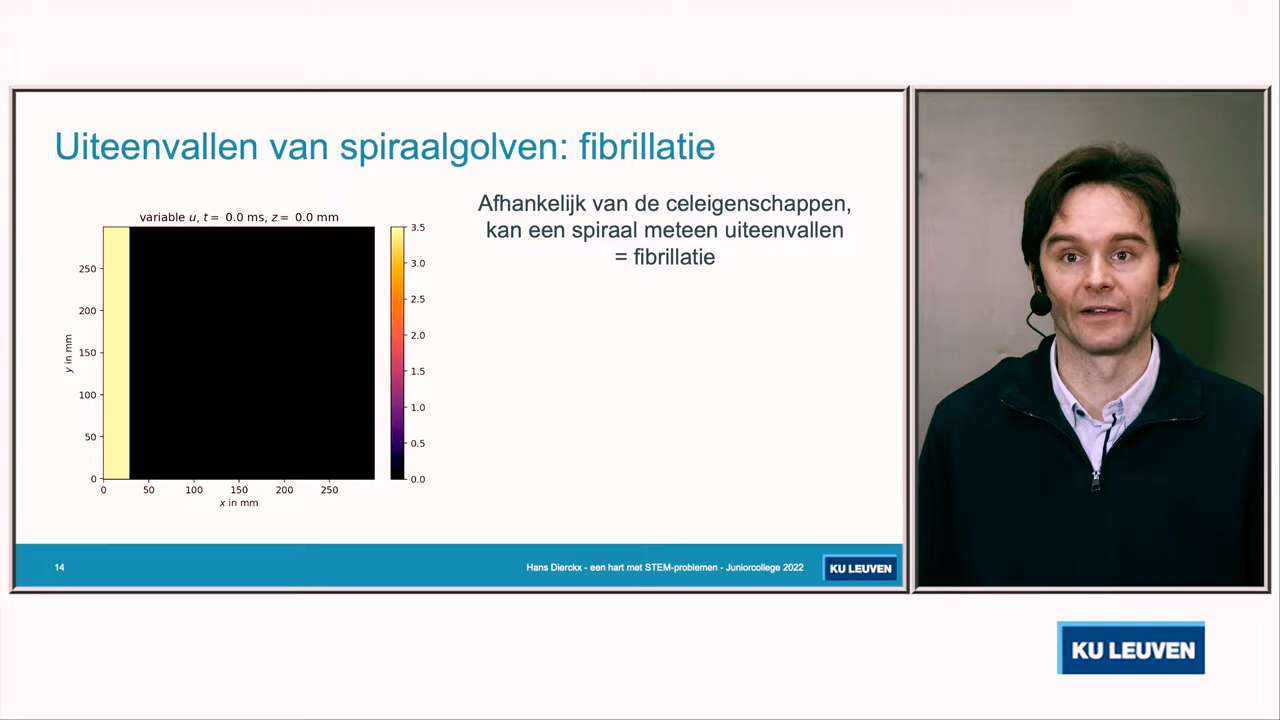 Uiteenvallen van spiraalgolven: fibrillatie
variable u, t = 0.0 ms, z = 0.0 mm
Afhankelijk van de celeigenschappen,
kan een spiraal meteen uiteenvallen
= fibrillatie
y in mm
250
200
150
100
50
0
0 50 100 150 200 250
x in mm
3.5
3.0
2.5
2.0
1.5
1.0
0.5
0.0
14
Hans Dierckx - een hart met STEM-problemen - Juniorcollege 2022
KU LEUVEN
KU LEUVEN